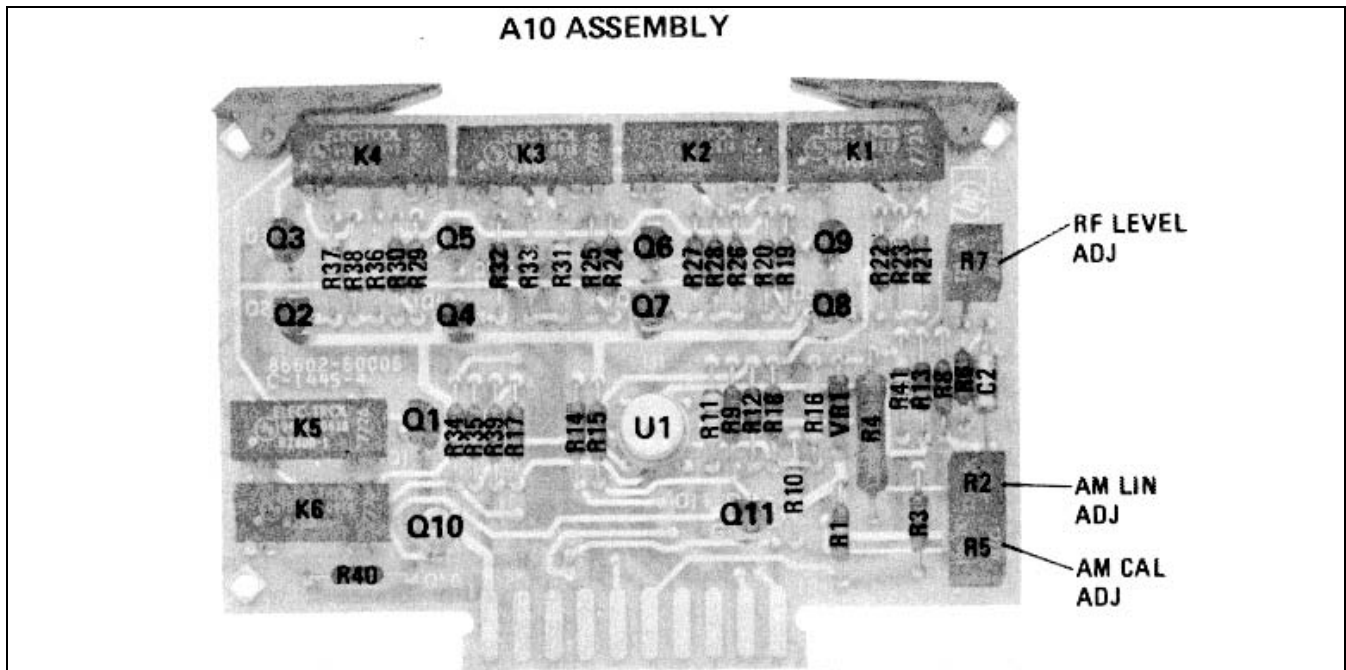 A10 ASSEMBLY
K4 K3 K2 K1
ELECTROL
Q3 Q5 Q6 Q9
R37 R38 R36 R30 R29 R32 R33 R31 R25 R24 R27 R28 R26 R20 R19 R22 R23 R21
R7
RF LEVEL
ADJ
Q2 Q4 Q7 Q8
C-1445-4
K5 Q1
R34 R35 R39 R17 R14 R15
U1
R11 R9 R12 R18 R16 VR1 R4 R41 R13 R8 R6 C2
K6 Q10 Q11 R10 R1 R3
R2
AM LIN
ADJ
R5
AM CAL
ADJ
R40